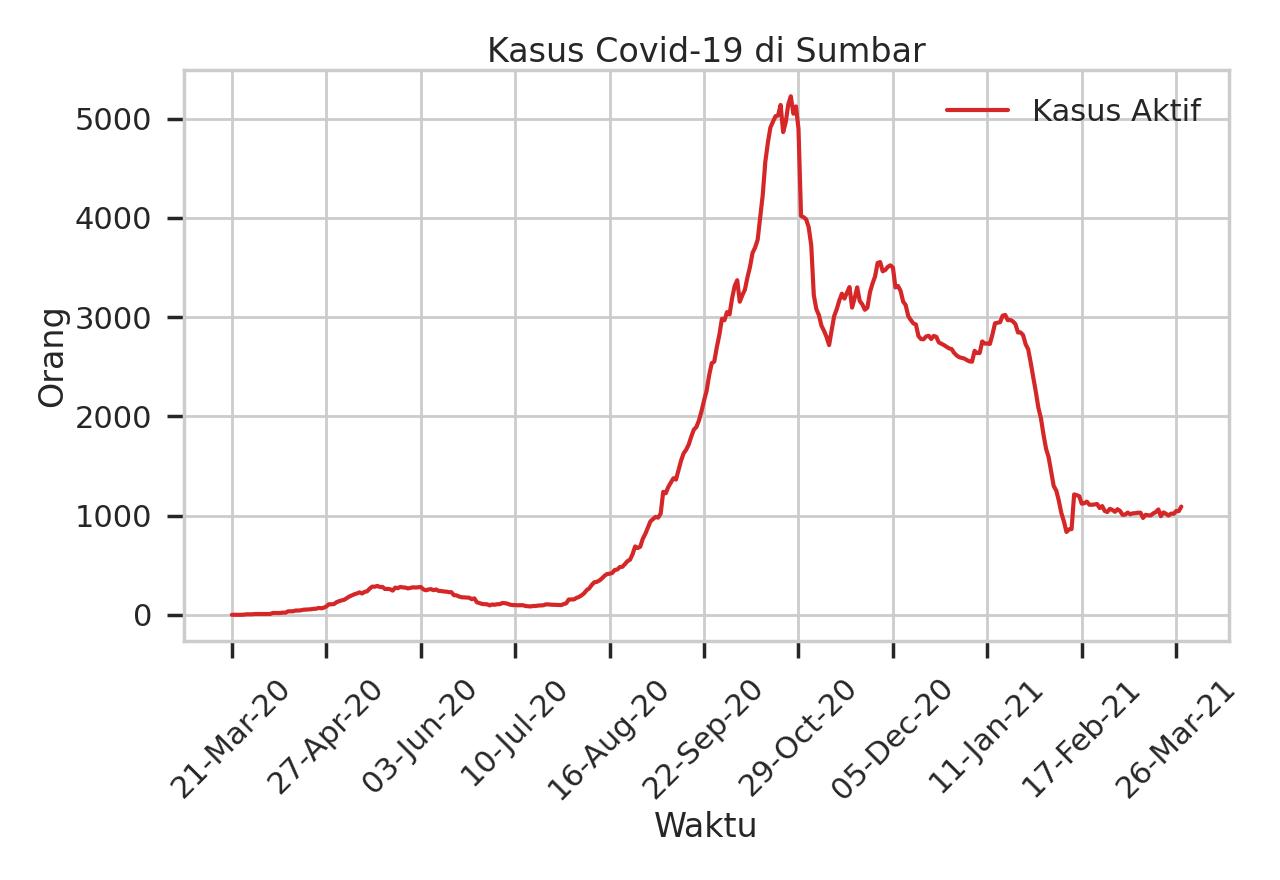 Kasus Covid-19 di Sumbar
Kasus Aktif
Orang
5000
4000
3000
2000
1000
0
21-Mar-20
27-Apr-20
03-Jun-20
10-Jul-20
16-Aug-20
22-Sep-20
29-Oct-20
05-Dec-20
11-Jan-21
17-Feb-21
26-Mar-21
Waktu